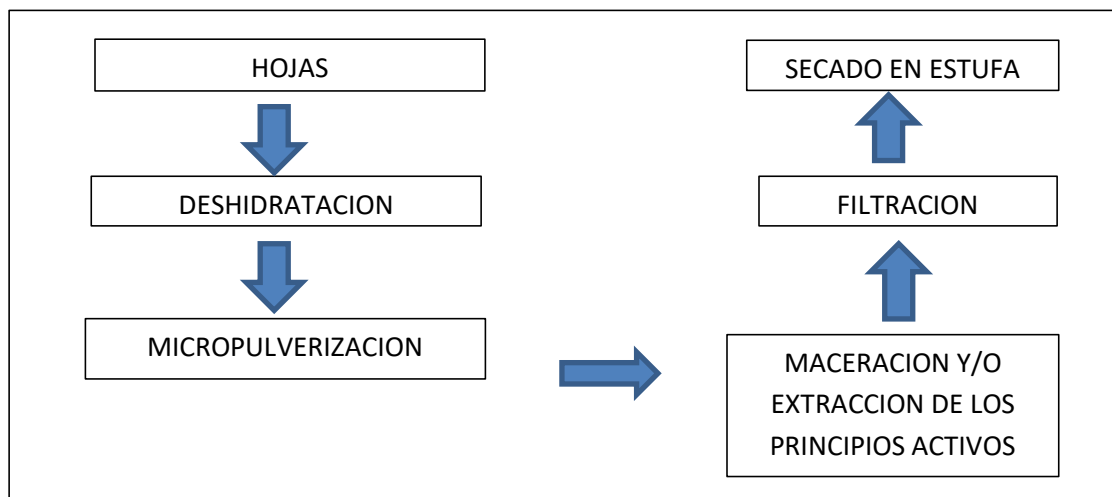 HOJAS
DESHIDRATACION
MICROPULVERIZACION
MACERACION Y/O
EXTRACCION DE LOS
PRINCIPIOS ACTIVOS
FILTRACION
SECADO EN ESTUFA